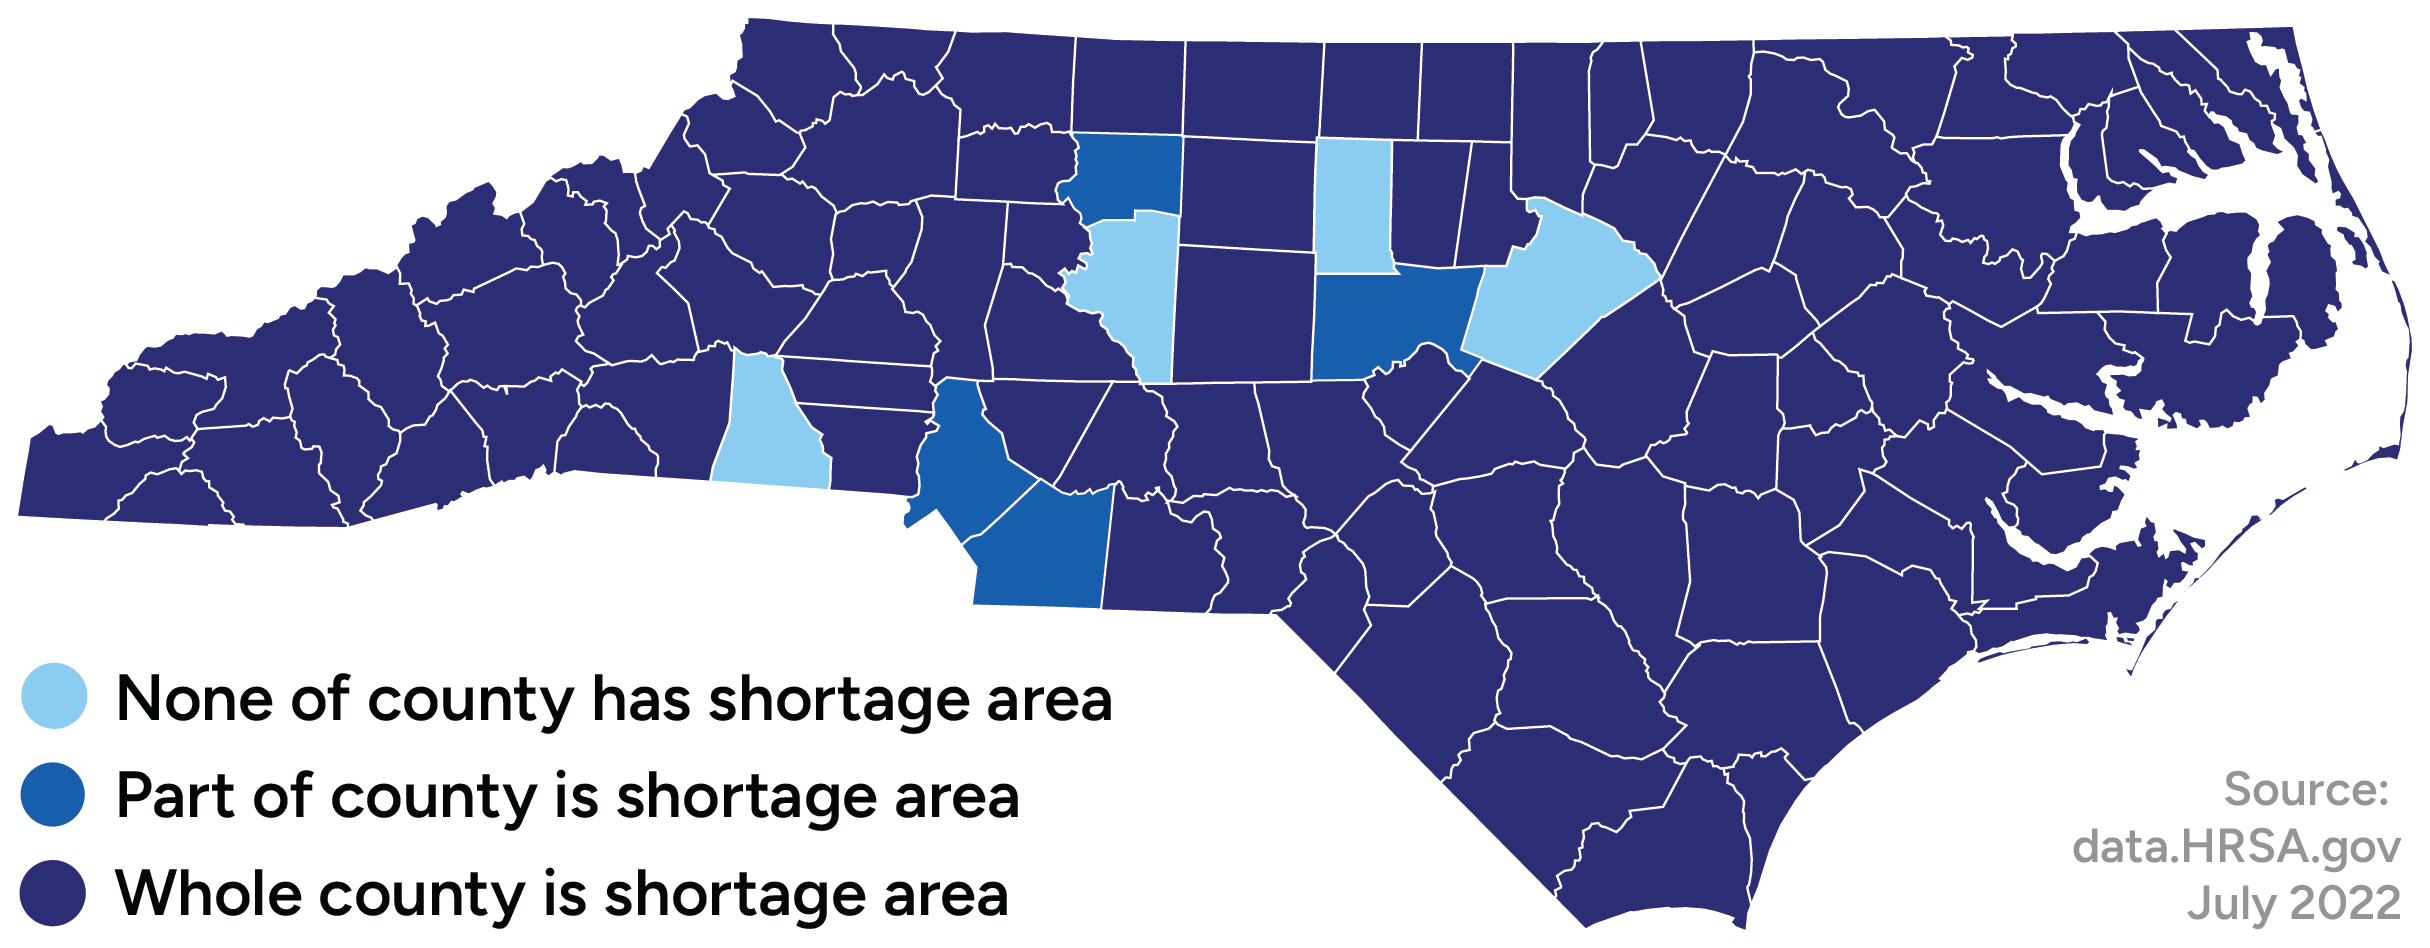 None of county has shortage area
Part of county is shortage area
Whole county is shortage area
Source:
data.HRSA.gov
July 2022